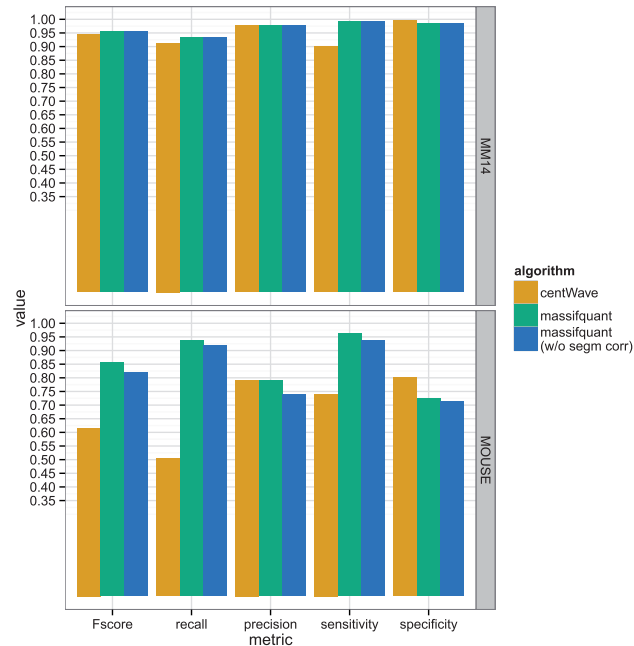 1.00
0.95
0.90
0.85
0.80
0.75
0.70
0.65
0.60
0.55
0.50
0.45
0.40
0.35
MM14
value
1.00
0.95
0.90
0.85
0.80
0.75
0.70
0.65
0.60
0.55
0.50
0.45
0.40
0.35
MOUSE
Fscore recall precision sensitivity specificity
metric
algorithm
centWave
massifquant
massifquant
(w/o segm corr)